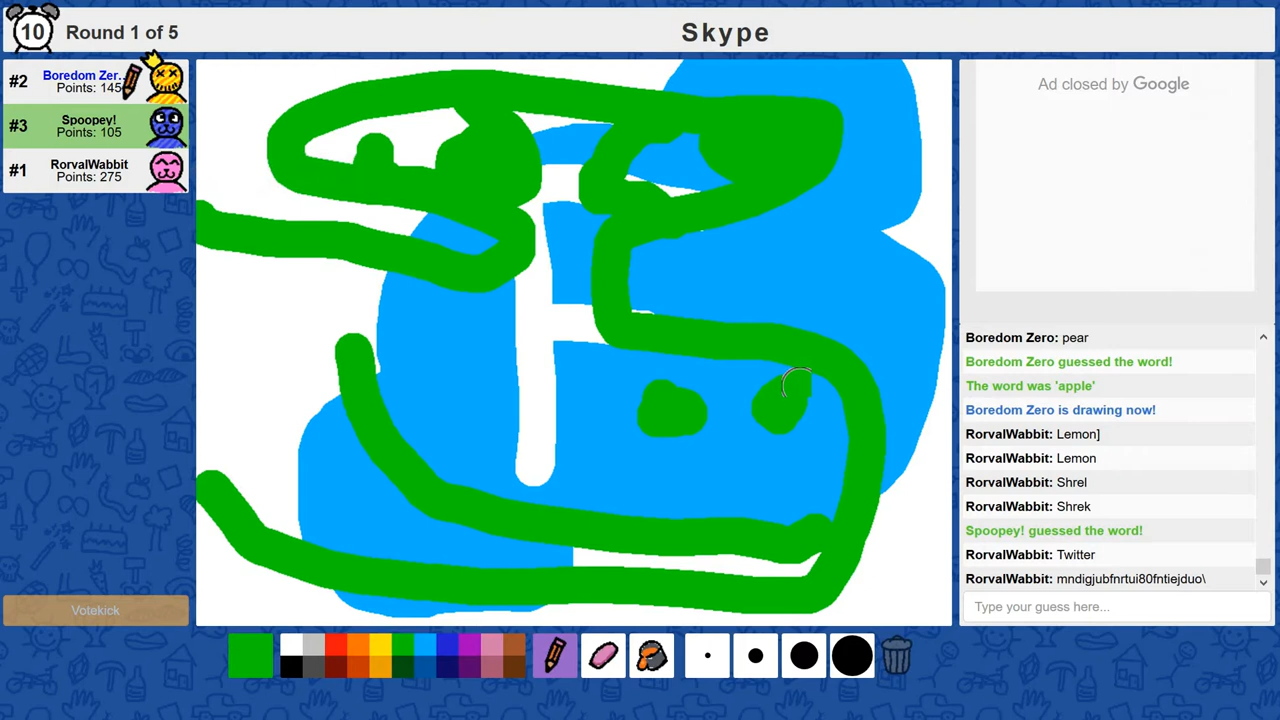 10
Round 1 of 5
Skype
#2
Boredom Zer..
Points: 145
#3
Spoopey!
Points: 105
#1
RorvalWabbit
Points: 275
Votekick
Ad closed by Google
Boredom Zero: pear
Boredom Zero guessed the word!
The word was 'apple'
Boredom Zero is drawing now!
RorvalWabbit: Lemon]
RorvalWabbit: Lemon
RorvalWabbit: Shrel
RorvalWabbit: Shrek
Spoopey! guessed the word!
RorvalWabbit: Twitter
RorvalWabbit: mndigjubfnrtui80fntiejduo\
Type your guess here...